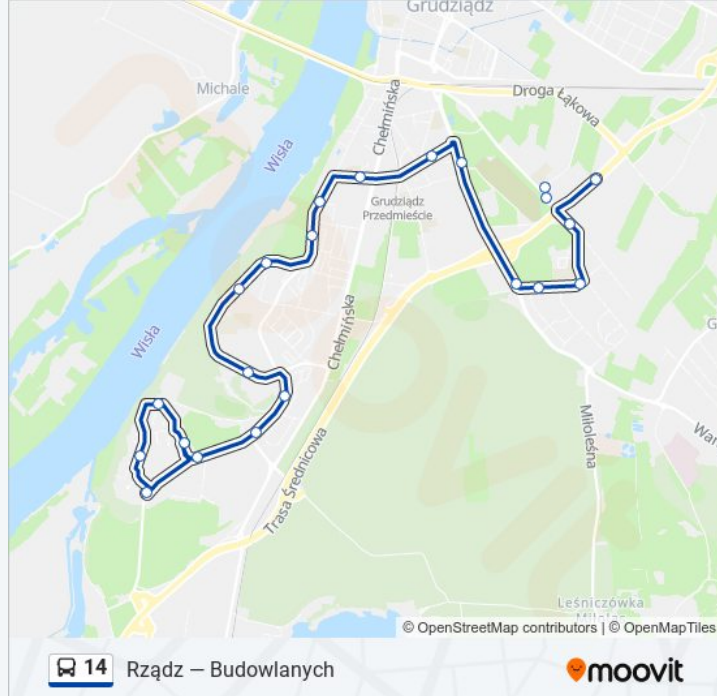 Grudziądz
Michale
Droga Łąkowa
Chełmińska
Wisła
Grudziądz
Przedmieście
Chełmińska
Wisła
Miłoleśna
Trasa Średnicowa
Leśniczówka
© OpenStreetMap contributors | © OpenMapTiles
14 Rządz — Budowlanych
moovit